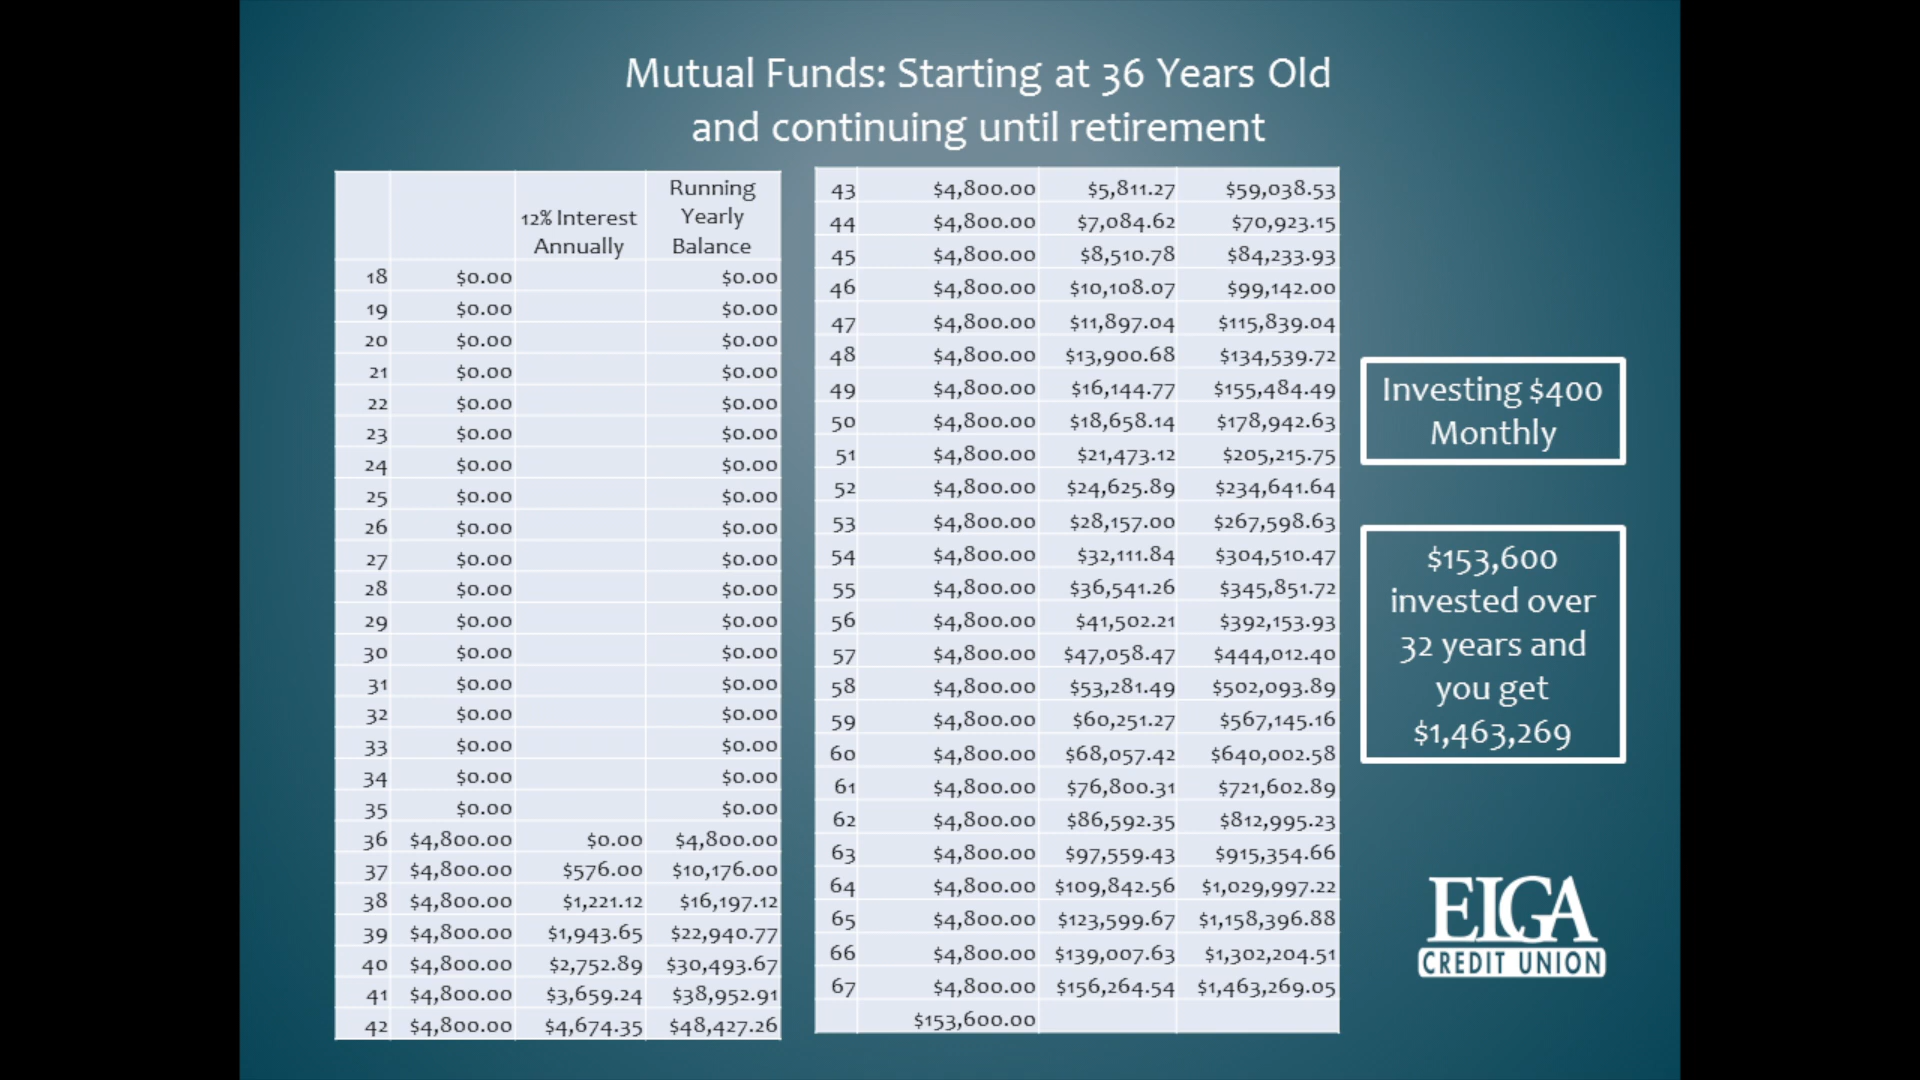 Mutual Funds: Starting at 36 Years Old
and continuing until retirement
12% Interest Annually Running Yearly Balance
18 $0.00 $0.00
19 $0.00 $0.00
20 $0.00 $0.00
21 $0.00 $0.00
22 $0.00 $0.00
23 $0.00 $0.00
24 $0.00 $0.00
25 $0.00 $0.00
26 $0.00 $0.00
27 $0.00 $0.00
28 $0.00 $0.00
29 $0.00 $0.00
30 $0.00 $0.00
31 $0.00 $0.00
32 $0.00 $0.00
33 $0.00 $0.00
34 $0.00 $0.00
35 $0.00 $0.00
36 $4,800.00 $0.00 $4,800.00
37 $4,800.00 $576.00 $10,176.00
38 $4,800.00 $1,221.12 $16,197.12
39 $4,800.00 $1,943.65 $22,940.77
40 $4,800.00 $2,752.89 $30,493.67
41 $4,800.00 $3,659.24 $38,952.91
42 $4,800.00 $4,674.35 $48,427.26
43 $4,800.00 $5,811.27 $59,038.53
44 $4,800.00 $7,084.62 $70,923.15
45 $4,800.00 $8,510.78 $84,233.93
46 $4,800.00 $10,108.07 $99,142.00
47 $4,800.00 $11,897.04 $115,839.04
48 $4,800.00 $13,900.68 $134,539.72
49 $4,800.00 $16,144.77 $155,484.49
50 $4,800.00 $18,658.14 $178,942.63
51 $4,800.00 $21,473.12 $205,215.75
52 $4,800.00 $24,625.89 $234,641.64
53 $4,800.00 $28,157.00 $267,598.63
54 $4,800.00 $32,111.84 $304,510.47
55 $4,800.00 $36,541.26 $345,851.72
56 $4,800.00 $41,502.21 $392,153.93
57 $4,800.00 $47,058.47 $444,012.40
58 $4,800.00 $53,281.49 $502,093.89
59 $4,800.00 $60,251.27 $567,145.16
60 $4,800.00 $68,057.42 $640,002.58
61 $4,800.00 $76,800.31 $721,602.89
62 $4,800.00 $86,592.35 $812,995.23
63 $4,800.00 $97,559.43 $915,354.66
64 $4,800.00 $109,842.56 $1,029,997.22
65 $4,800.00 $123,599.67 $1,158,396.88
66 $4,800.00 $139,007.63 $1,302,204.51
67 $4,800.00 $156,264.54 $1,463,269.05
$153,600.00
Investing $400
Monthly
$153,600
invested over
32 years and
you get
$1,463,269
ELGA
CREDIT UNION